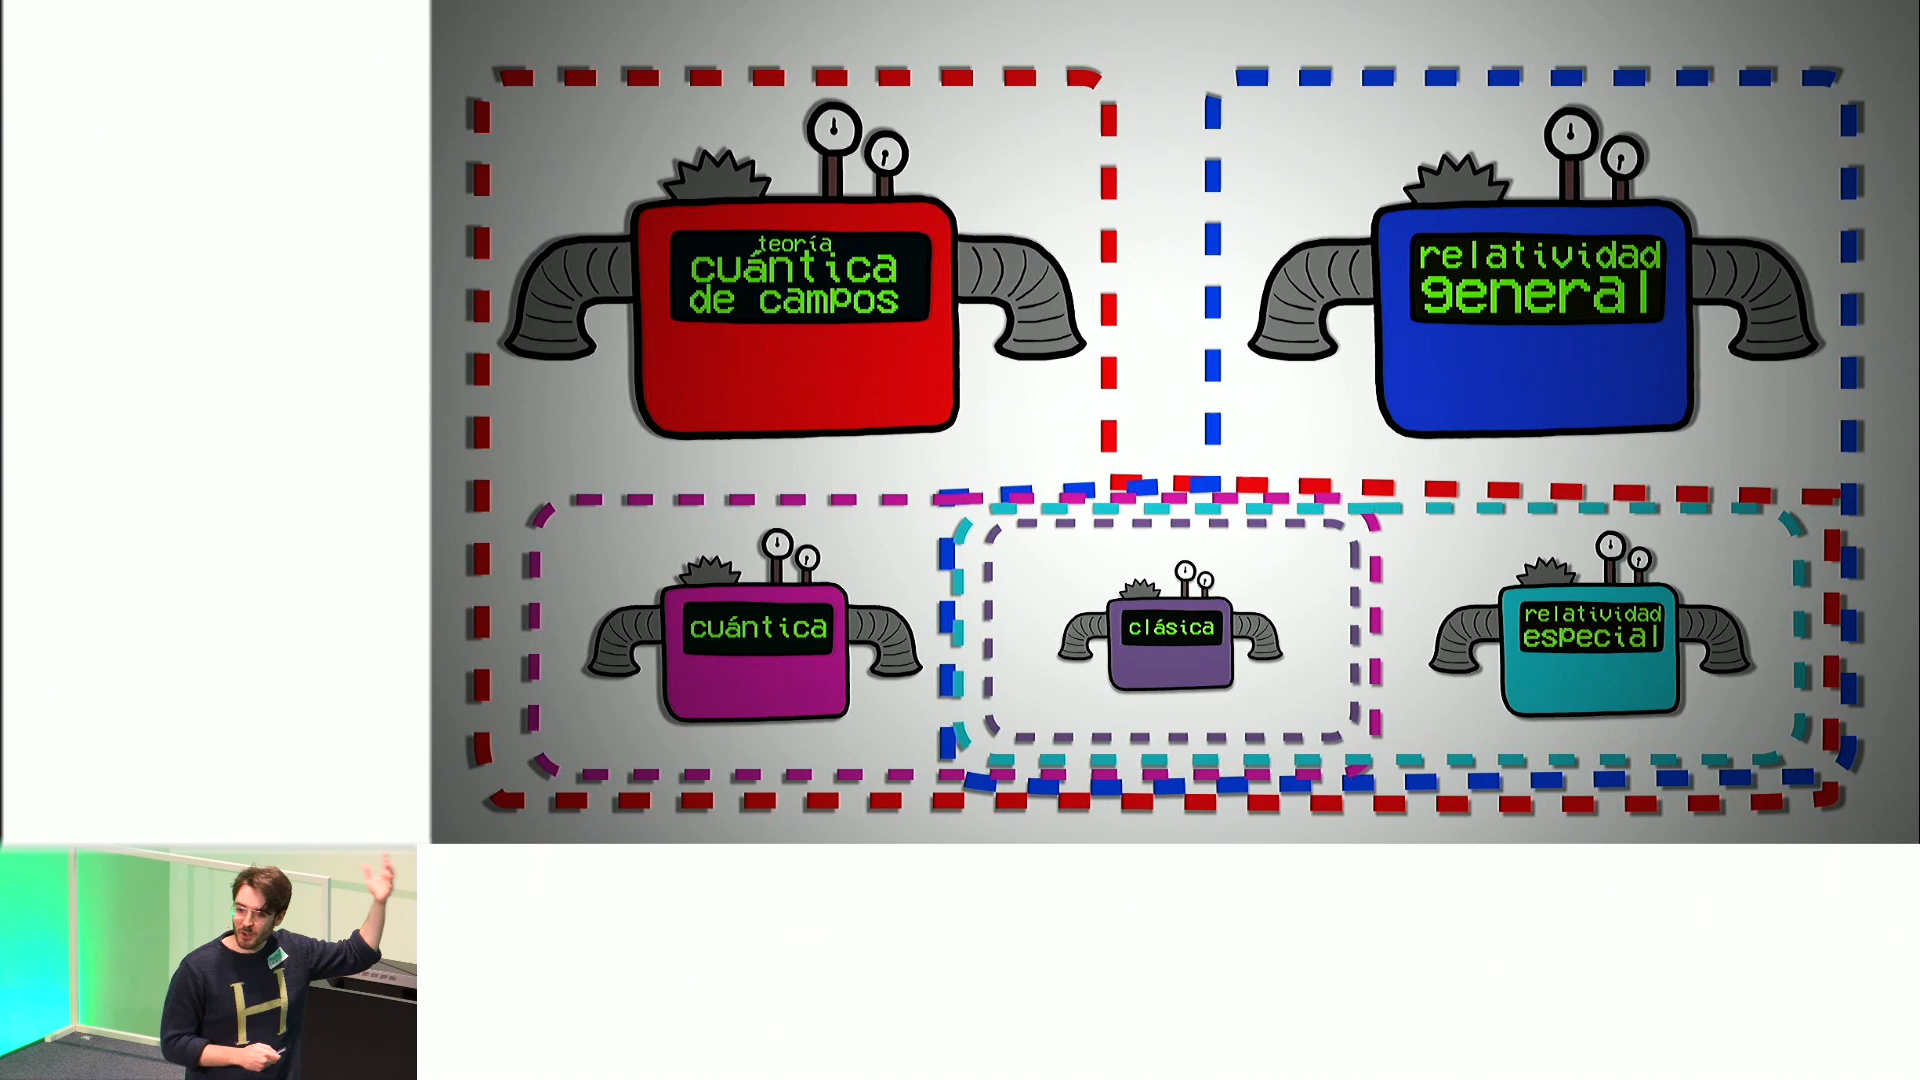 teoría
cuántica
de campos
relatividad
general
cuántica
clásica
relatividad
especial
H